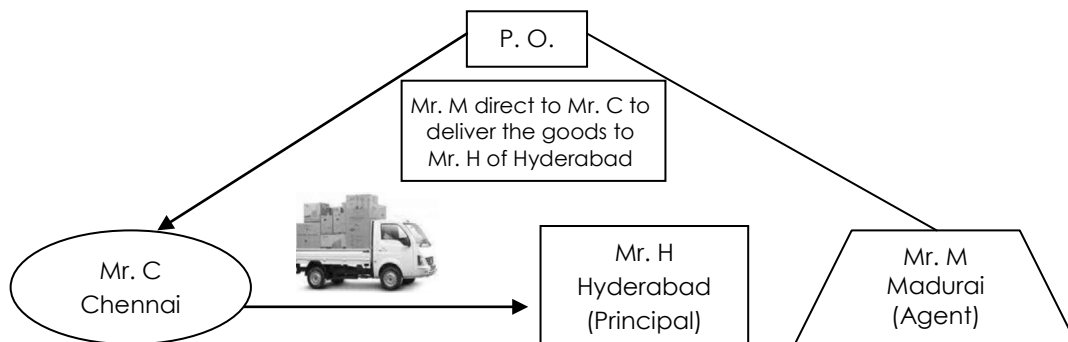 P. O.
Mr. M direct to Mr. C to
deliver the goods to
Mr. H of Hyderabad
Mr. C
Chennai
Mr. H
Hyderabad
(Principal)
Mr. M
Madurai
(Agent)